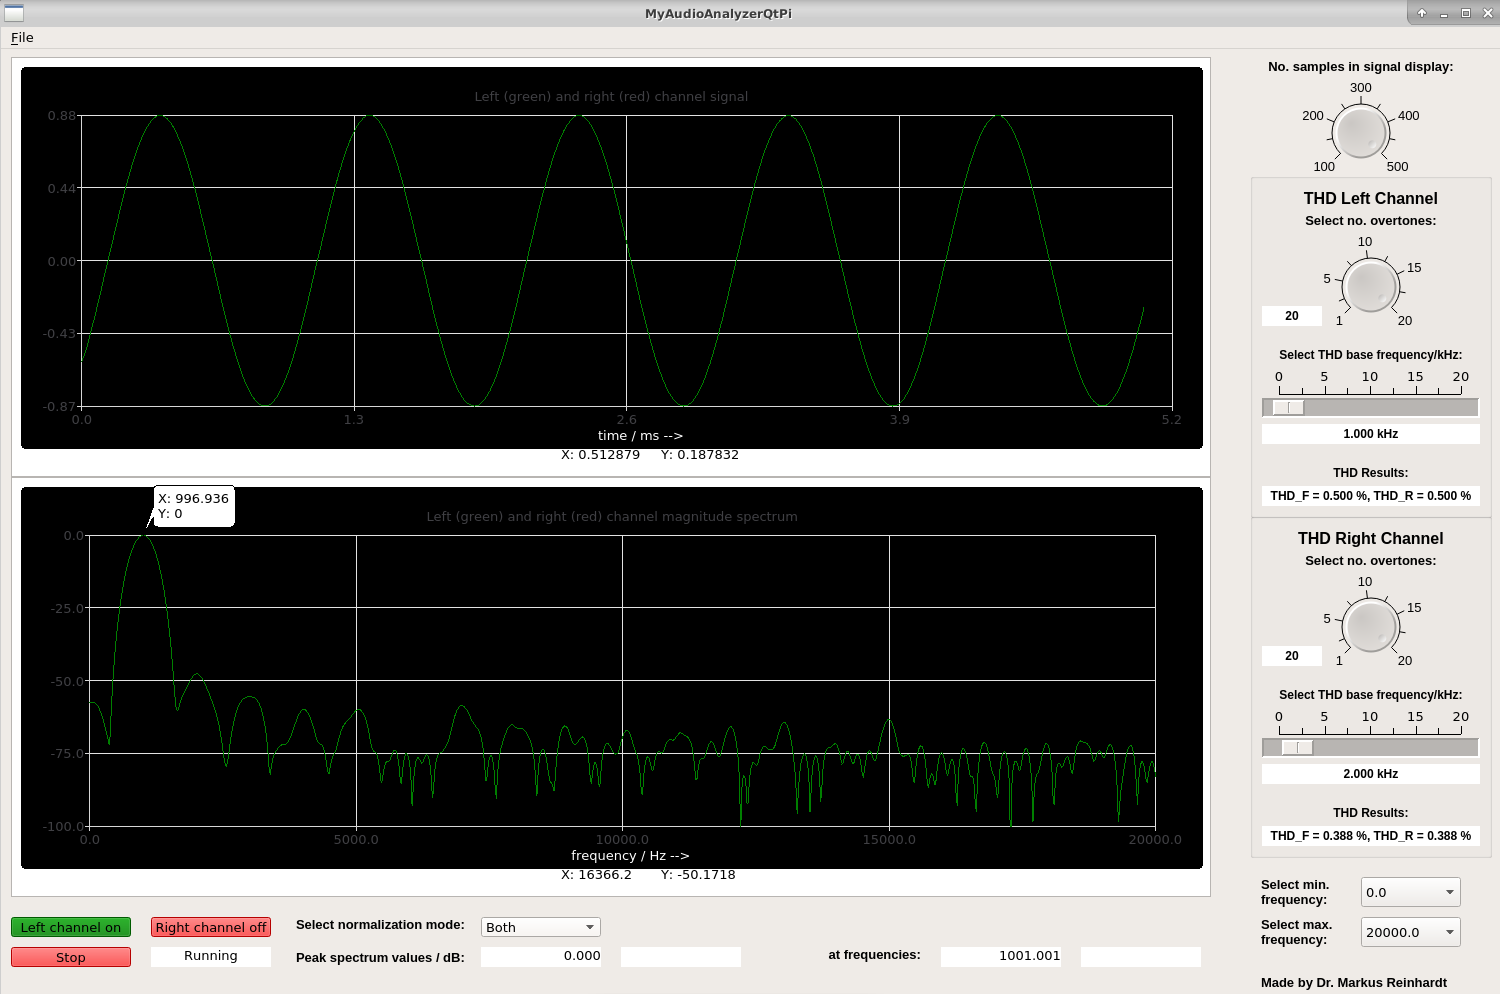 MyAudioAnalyzerQtPi
File
Left (green) and right (red) channel signal
0.88
0.44
0.00
-0.43
-0.87
0.0
1.3
2.6
3.9
5.2
time / ms -->
X: 0.512879 Y: 0.187832
X: 996.936
Y: 0
Left (green) and right (red) channel magnitude spectrum
0.0
-25.0
-50.0
-75.0
-100.0
0.0
5000.0
10000.0
15000.0
20000.0
frequency / Hz -->
X: 16366.2 Y: -50.1718
No. samples in signal display:
300
200
400
100
500
THD Left Channel
Select no. overtones:
10
5
15
1
20
20
Select THD base frequency/kHz:
0 5 10 15 20
1.000 kHz
THD Results:
THD_F = 0.500 %, THD_R = 0.500 %
THD Right Channel
Select no. overtones:
10
5
15
1
20
20
Select THD base frequency/kHz:
0 5 10 15 20
2.000 kHz
THD Results:
THD_F = 0.388 %, THD_R = 0.388 %
Select min.
frequency:
0.0
Select max.
frequency:
20000.0
Left channel on
Right channel off
Select normalization mode:
Both
Stop
Running
Peak spectrum values / dB:
0.000
at frequencies:
1001.001
Made by Dr. Markus Reinhardt